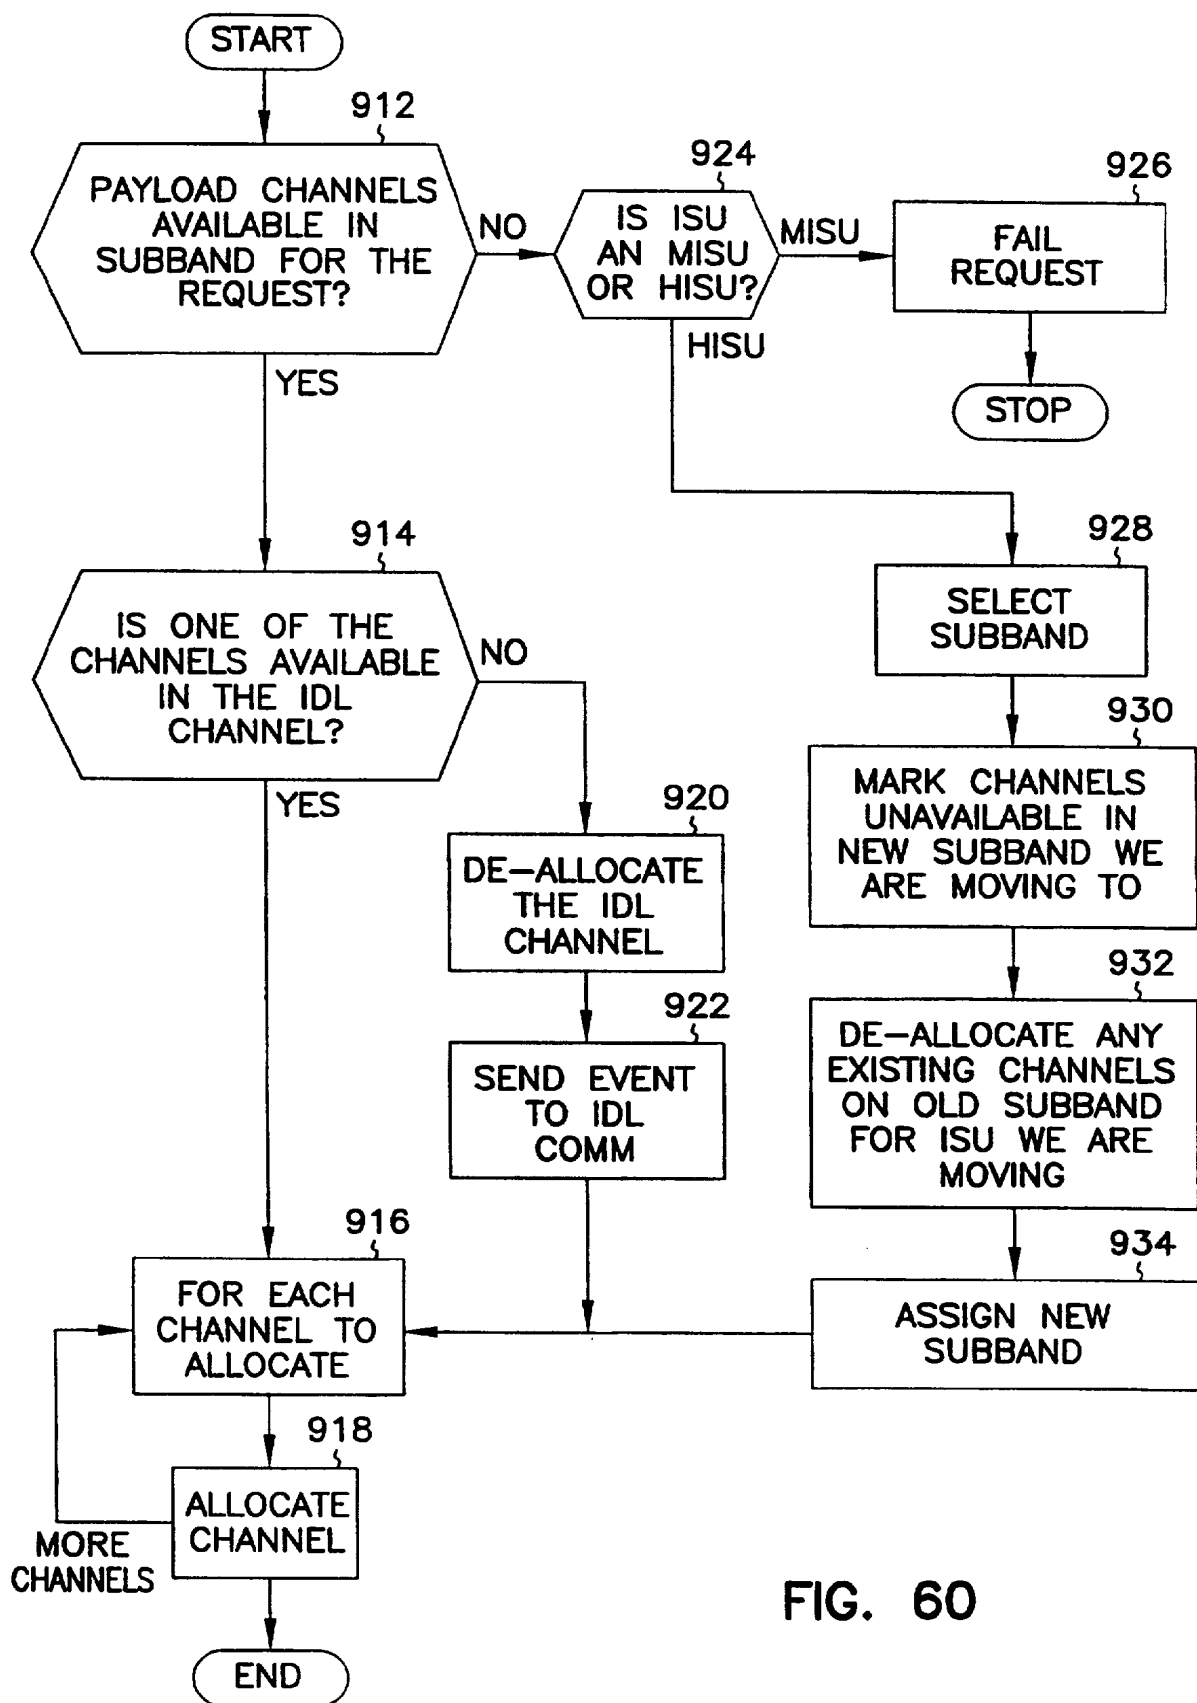 START
912
PAYLOAD CHANNELS
AVAILABLE IN
SUBBAND FOR THE
REQUEST?
NO
YES
924
IS ISU
AN MISU
OR HISU?
MISU
HISU
926
FAIL
REQUEST
STOP
914
IS ONE OF THE
CHANNELS AVAILABLE
IN THE IDL
CHANNEL?
NO
YES
928
SELECT
SUBBAND
930
MARK CHANNELS
UNAVAILABLE IN
NEW SUBBAND WE
ARE MOVING TO
920
DE-ALLOCATE
THE IDL
CHANNEL
932
DE-ALLOCATE ANY
EXISTING CHANNELS
ON OLD SUBBAND
FOR ISU WE ARE
MOVING
922
SEND EVENT
TO IDL
COMM
916
FOR EACH
CHANNEL TO
ALLOCATE
934
ASSIGN NEW
SUBBAND
918
ALLOCATE
CHANNEL
MORE
CHANNELS
END
FIG. 60